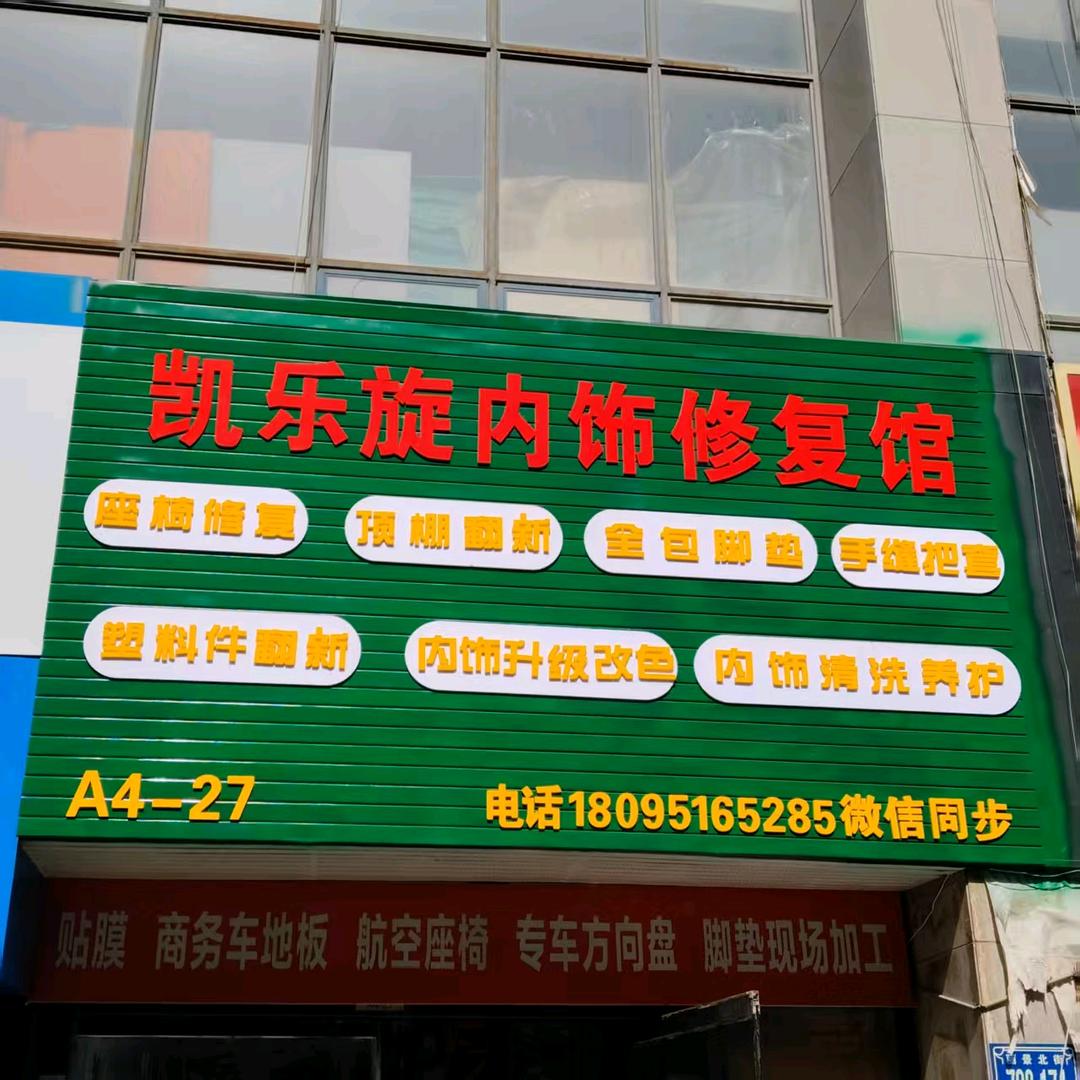 凯乐旋内饰修复馆
座椅修复 顶棚翻新 全包脚垫 手缝把套
塑料件翻新 内饰升级改色 内饰清洗养护
A4-27 电话18095165285微信同步
贴膜 商务车地板 航空座椅 专车方向盘 脚垫现场加工
景北街